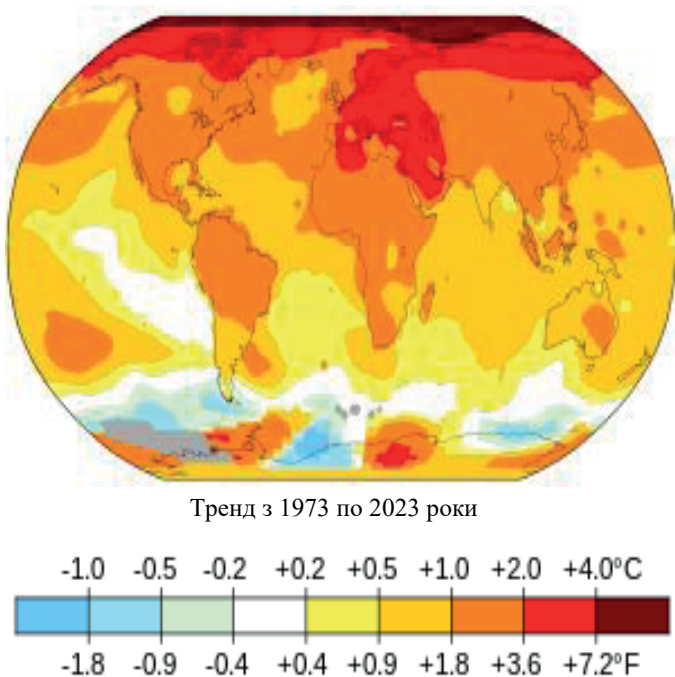 Тренд з 1973 по 2023 роки
-1.0 -0.5 -0.2 +0.2 +0.5 +1.0 +2.0 +4.0°C
-1.8 -0.9 -0.4 +0.4 +0.9 +1.8 +3.6 +7.2°F